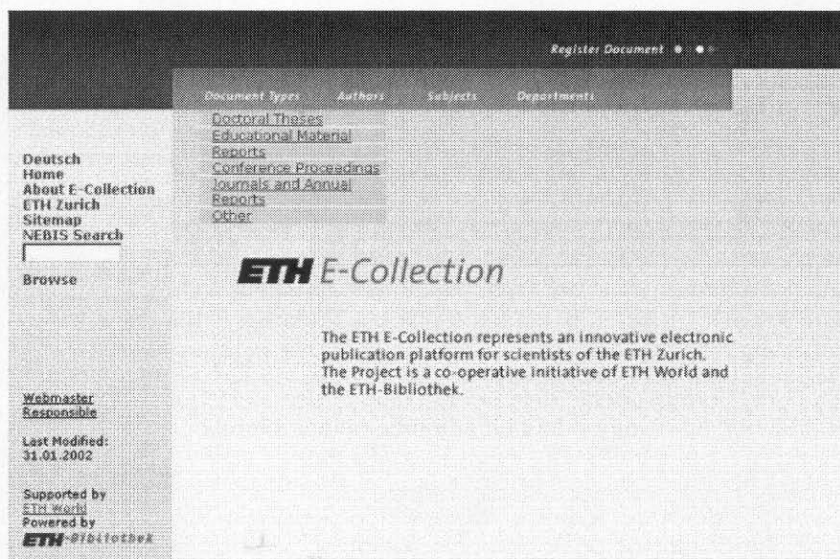 Register Document
Document Types Authors Subjects Departments
Doctoral Theses
Educational Material
Reports
Conference Proceedings
Journals and Annual
Reports
Other
Deutsch
Home
About E-Collection
ETH Zurich
Sitemap
NEBIS Search
Browse
ETH E-Collection
The ETH E-Collection represents an innovative electronic
publication platform for scientists of the ETH Zurich.
The Project is a co-operative initiative of ETH World and
the ETH-Bibliothek.
Webmaster
Responsible
Last Modified:
31.01.2002
Supported by
ETH World
Powered by
ETH-Bibliothek